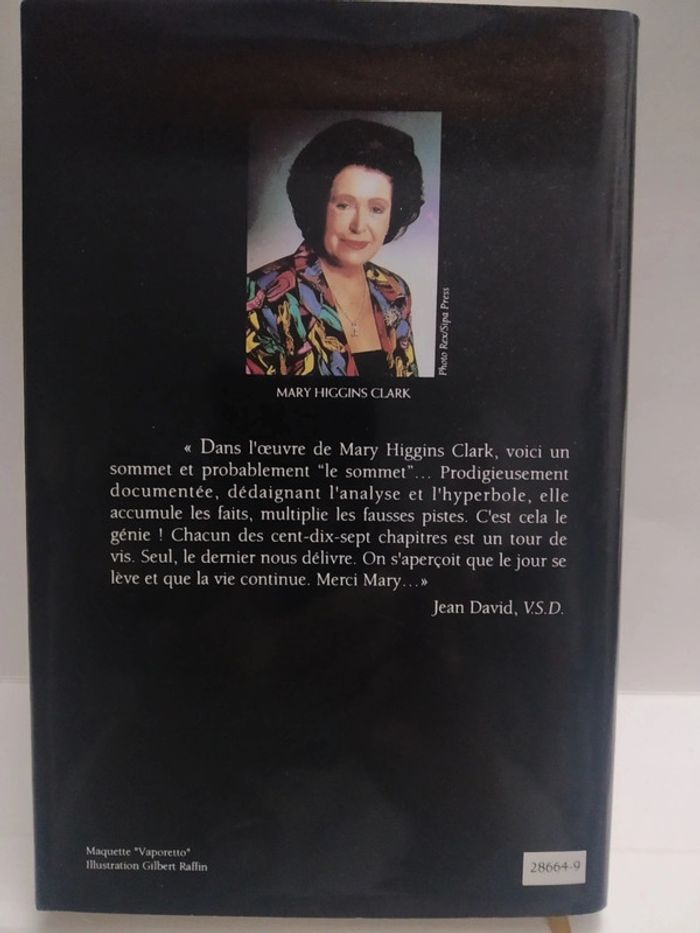 Photo Rex/Sipa Press
MARY HIGGINS CLARK
« Dans l'œuvre de Mary Higgins Clark, voici un
sommet et probablement "le sommet"... Prodigieusement
documentée, dédaignant l'analyse et l'hyperbole, elle
accumule les faits, multiplie les fausses pistes. C'est cela le
génie ! Chacun des cent-dix-sept chapitres est un tour de
vis. Seul, le dernier nous délivre. On s'aperçoit que le jour se
lève et que la vie continue. Merci Mary...»
Jean David, V.S.D.
Maquette "Vaporetto"
Illustration Gilbert Raffin
28664-9